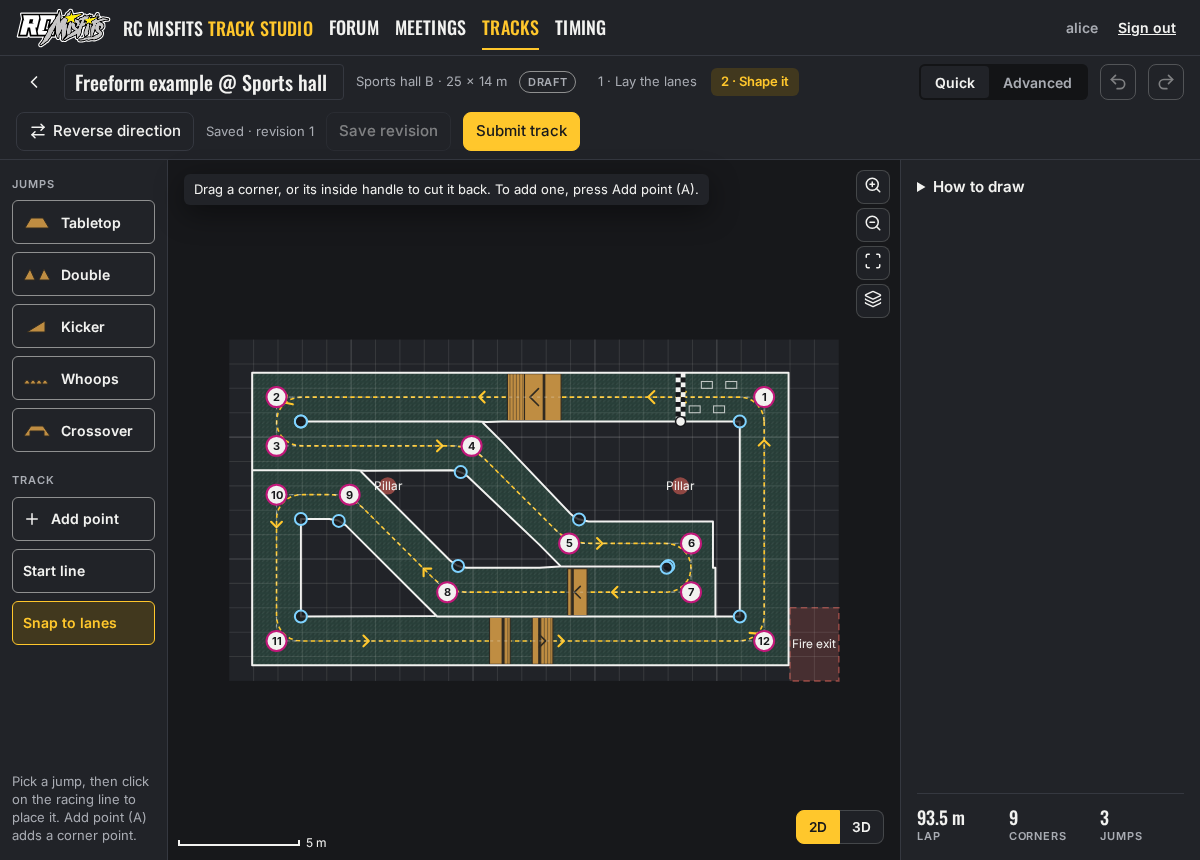 RC Misfits
RC MISFITS TRACK STUDIO FORUM MEETINGS TRACKS TIMING alice Sign out
Freeform example @ Sports hall Sports hall B · 25 × 14 m DRAFT 1 · Lay the lanes 2 · Shape it Quick Advanced
Reverse direction Saved · revision 1 Save revision Submit track
JUMPS
Tabletop
Double
Kicker
Whoops
Crossover
TRACK
Add point
Start line
Snap to lanes
Pick a jump, then click
on the racing line to
place it. Add point (A)
adds a corner point.
Drag a corner, or its inside handle to cut it back. To add one, press Add point (A).
2 1
3 4
Pillar Pillar
10 9
5 6
8 7
11 12
Fire exit
5 m
2D 3D
How to draw
93.5 m 9 3
LAP CORNERS JUMPS